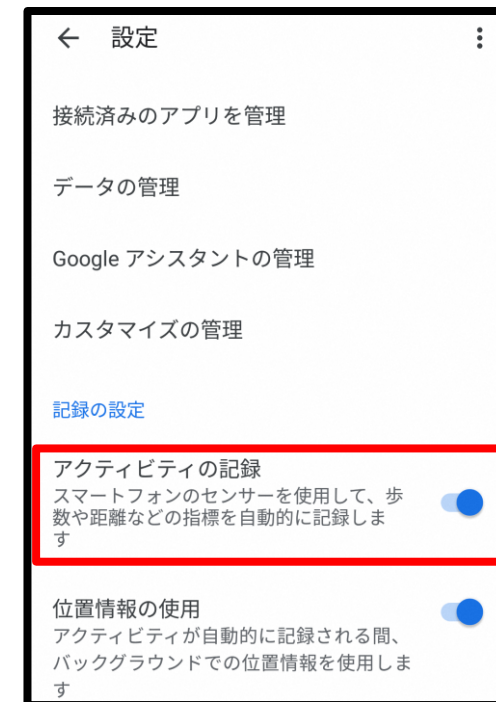 設定
接続済みのアプリを管理
データの管理
Google アシスタントの管理
カスタマイズの管理
記録の設定
アクティビティの記録
スマートフォンのセンサーを使用して、歩
数や距離などの指標を自動的に記録しま
す
位置情報の使用
アクティビティが自動的に記録される間、
バックグラウンドでの位置情報を使用しま
す